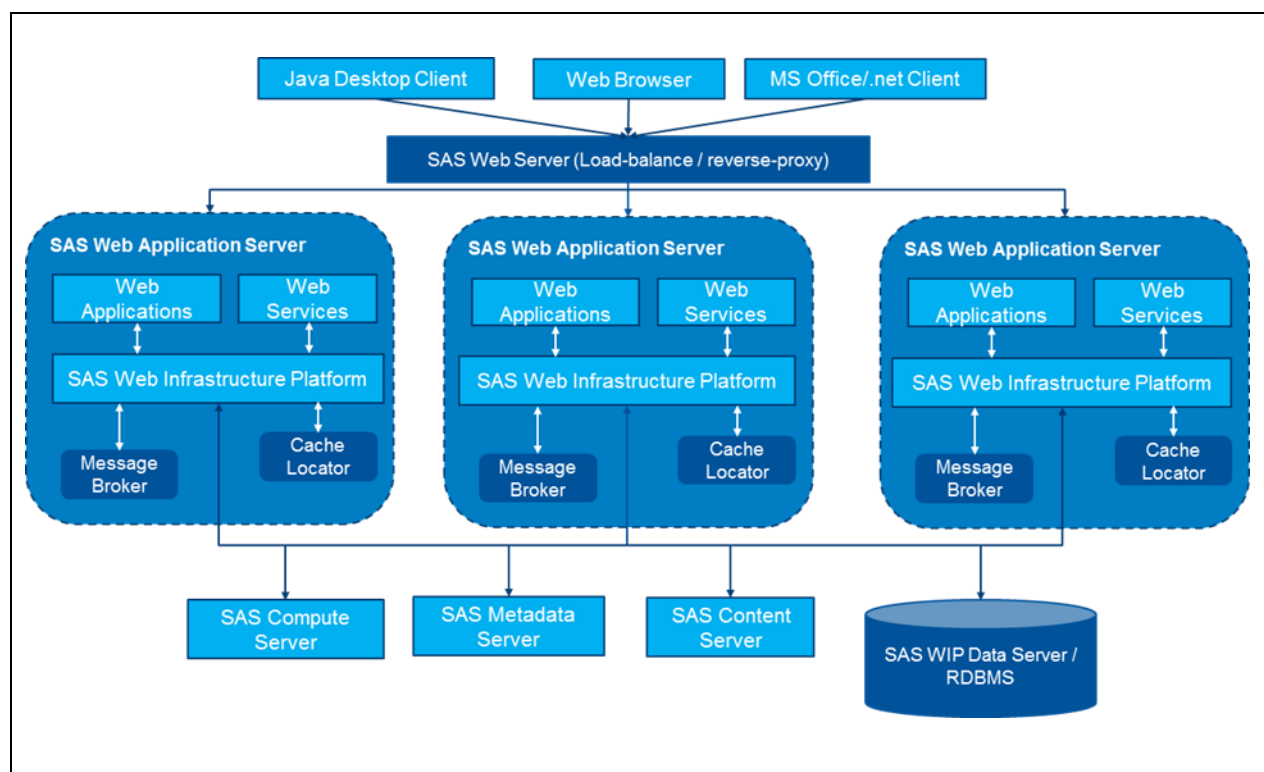 Java Desktop Client
Web Browser
MS Office/.net Client
SAS Web Server (Load-balance / reverse-proxy)
SAS Web Application Server
Web
Applications
Web
Services
SAS Web Infrastructure Platform
Message
Broker
Cache
Locator
SAS Web Application Server
Web
Applications
Web
Services
SAS Web Infrastructure Platform
Message
Broker
Cache
Locator
SAS Web Application Server
Web
Applications
Web
Services
SAS Web Infrastructure Platform
Message
Broker
Cache
Locator
SAS Compute
Server
SAS Metadata
Server
SAS Content
Server
SAS WIP Data Server /
RDBMS